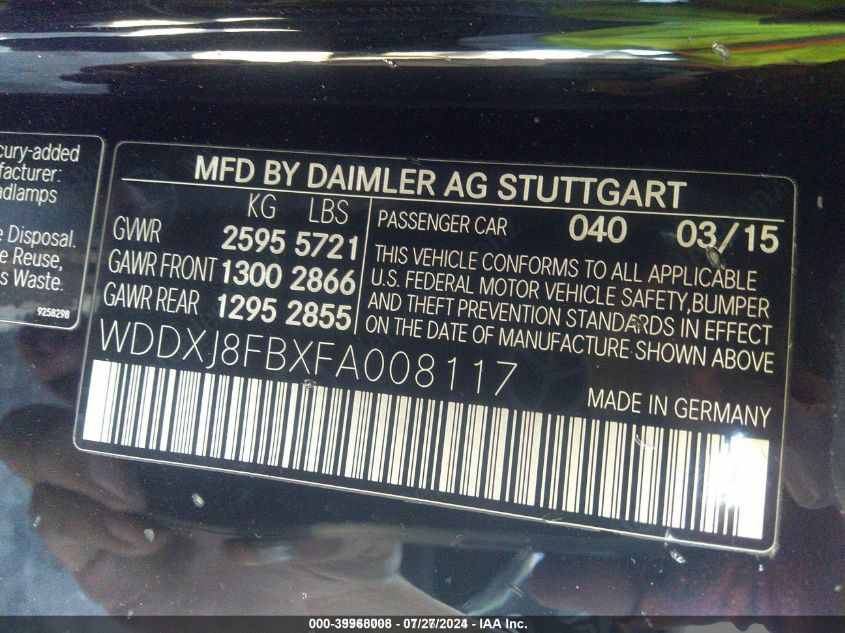 cury-added
facturer:
adlamps
e Disposal.
e Reuse,
s Waste.
9258298
MFD BY DAIMLER AG STUTTGART
KG LBS
GVWR 2595 5721
GAWR FRONT 1300 2866
GAWR REAR 1295 2855
PASSENGER CAR 040 03/15
THIS VEHICLE CONFORMS TO ALL APPLICABLE
U.S. FEDERAL MOTOR VEHICLE SAFETY,BUMPER
AND THEFT PREVENTION STANDARDS IN EFFECT
ON THE DATE OF MANUFACTURE SHOWN ABOVE
WDDXJ8FBXFA008117
MADE IN GERMANY
000-39968008 - 07/27/2024 - IAA Inc.